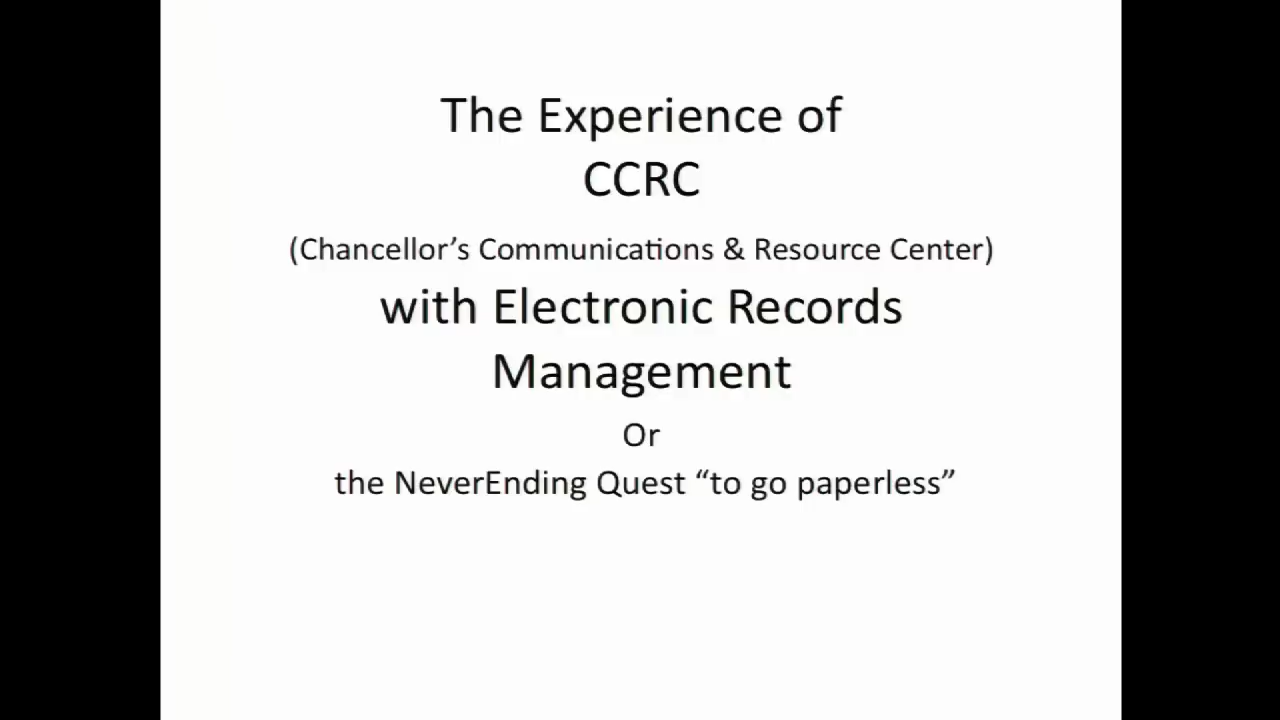 The Experience of
CCRC
(Chancellor’s Communications & Resource Center)
with Electronic Records
Management
Or
the NeverEnding Quest “to go paperless”